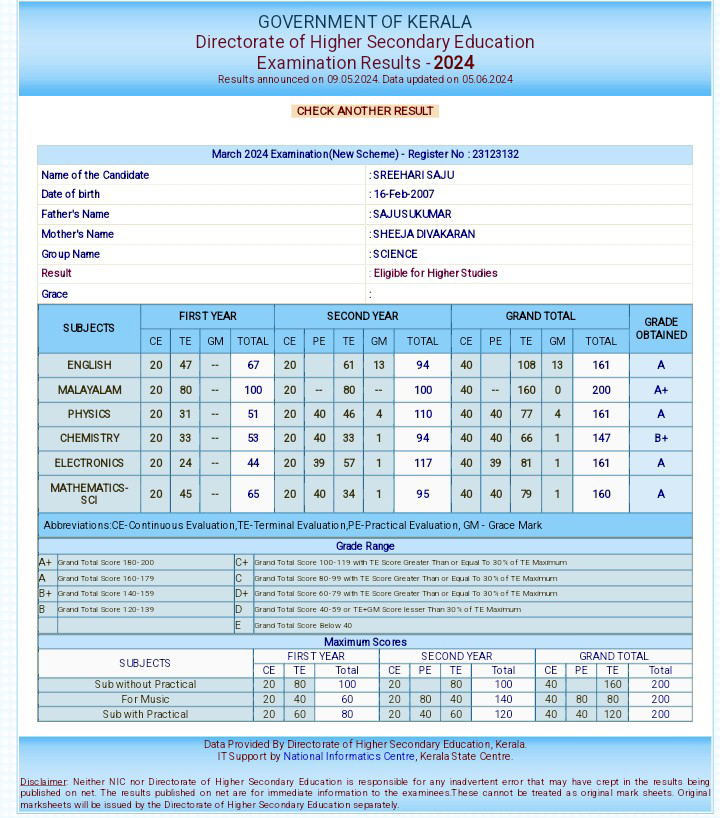 GOVERNMENT OF KERALA
Directorate of Higher Secondary Education
Examination Results - 2024
Results announced on 09.05.2024. Data updated on 05.06.2024
CHECK ANOTHER RESULT
March 2024 Examination(New Scheme) - Register No : 23123132
Name of the Candidate : SREEHARI SAJU
Date of birth : 16-Feb-2007
Father's Name : SAJUSUKUMAR
Mother's Name : SHEEJA DIVAKARAN
Group Name : SCIENCE
Result : Eligible for Higher Studies
Grace :
SUBJECTS FIRST YEAR SECOND YEAR GRAND TOTAL GRADE OBTAINED
CE TE GM TOTAL CE PE TE GM TOTAL CE PE TE GM TOTAL
ENGLISH 20 47 -- 67 20 61 13 94 40 108 13 161 A
MALAYALAM 20 80 -- 100 20 -- 80 -- 100 40 -- 160 0 200 A+
PHYSICS 20 31 -- 51 20 40 46 4 110 40 40 77 4 161 A
CHEMISTRY 20 33 -- 53 20 40 33 1 94 40 40 66 1 147 B+
ELECTRONICS 20 24 -- 44 20 39 57 1 117 40 39 81 1 161 A
MATHEMATICS-SCI 20 45 -- 65 20 40 34 1 95 40 40 79 1 160 A
Abbreviations:CE-Continuous Evaluation,TE-Terminal Evaluation,PE-Practical Evaluation, GM - Grace Mark
Grade Range
A+ Grand Total Score 180-200 C+ Grand Total Score 100-119 with TE Score Greater Than or Equal To 30% of TE Maximum
A Grand Total Score 160-179 C Grand Total Score 80-99 with TE Score Greater Than or Equal To 30% of TE Maximum
B+ Grand Total Score 140-159 D+ Grand Total Score 60-79 with TE Score Greater Than or Equal To 30% of TE Maximum
B Grand Total Score 120-139 D Grand Total Score 40-59 or TE+GM Score lesser Than 30% of TE Maximum
E Grand Total Score Below 40
Maximum Scores
SUBJECTS FIRST YEAR SECOND YEAR GRAND TOTAL
CE TE Total CE PE TE Total CE PE TE Total
Sub without Practical 20 80 100 20 80 100 40 160 200
For Music 20 40 60 20 80 40 140 40 80 80 200
Sub with Practical 20 60 80 20 40 60 120 40 40 120 200
Data Provided By Directorate of Higher Secondary Education, Kerala.
IT Support by National Informatics Centre, Kerala State Centre.
Disclaimer: Neither NIC nor Directorate of Higher Secondary Education is responsible for any inadvertent error that may have crept in the results being
published on net. The results published on net are for immediate information to the examinees.These cannot be treated as original mark sheets. Original
marksheets will be issued by the Directorate of Higher Secondary Education separately.